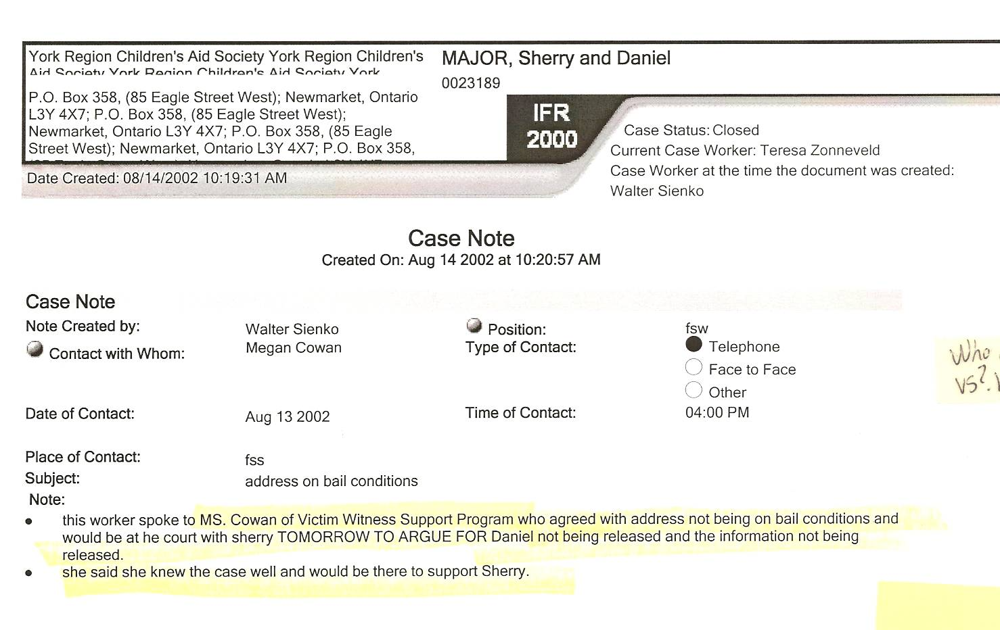 York Region Children's Aid Society York Region Children's
Aid Society York Region Children's Aid Society York
P.O. Box 358, (85 Eagle Street West); Newmarket, Ontario
L3Y 4X7; P.O. Box 358, (85 Eagle Street West);
Newmarket, Ontario L3Y 4X7; P.O. Box 358, (85 Eagle
Street West); Newmarket, Ontario L3Y 4X7; P.O. Box 358,
MAJOR, Sherry and Daniel
0023189
IFR
2000
Case Status: Closed
Current Case Worker: Teresa Zonneveld
Case Worker at the time the document was created:
Walter Sienko
Date Created: 08/14/2002 10:19:31 AM
Case Note
Created On: Aug 14 2002 at 10:20:57 AM
Case Note
Note Created by: Walter Sienko Position: fsw
Contact with Whom: Megan Cowan Type of Contact: Telephone
Face to Face
Other
Who
vs?
Date of Contact: Aug 13 2002 Time of Contact: 04:00 PM
Place of Contact: fss
Subject: address on bail conditions
Note:
• this worker spoke to MS. Cowan of Victim Witness Support Program who agreed with address not being on bail conditions and
would be at he court with sherry TOMORROW TO ARGUE FOR Daniel not being released and the information not being
released.
• she said she knew the case well and would be there to support Sherry.